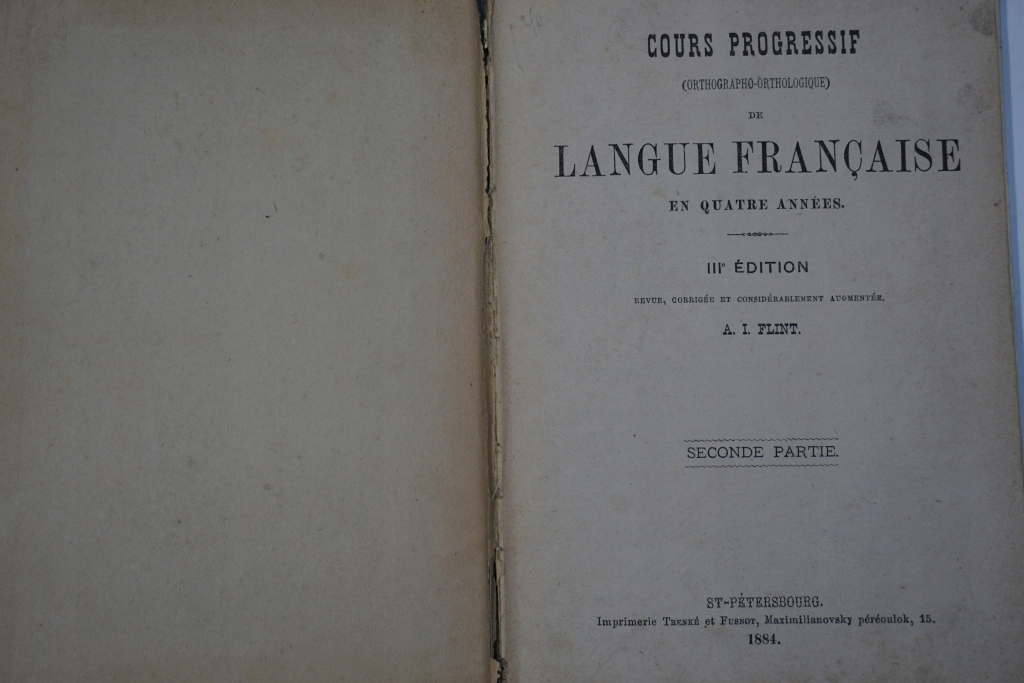 COURS PROGRESSIF
(ORTHOGRAPHO-ORTHOLOGIQUE)
DE
LANGUE FRANÇAISE
EN QUATRE ANNÉES.
IIIe ÉDITION
REVUE, CORRIGÉE ET CONSIDÉRABLEMENT AUGMENTÉE.
A. I. FLINT.
SECONDE PARTIE.
ST-PÉTERSBOURG.
Imprimerie TRENKÉ et FUSNOT, Maximilianovsky péréoulok, 15.
1884.